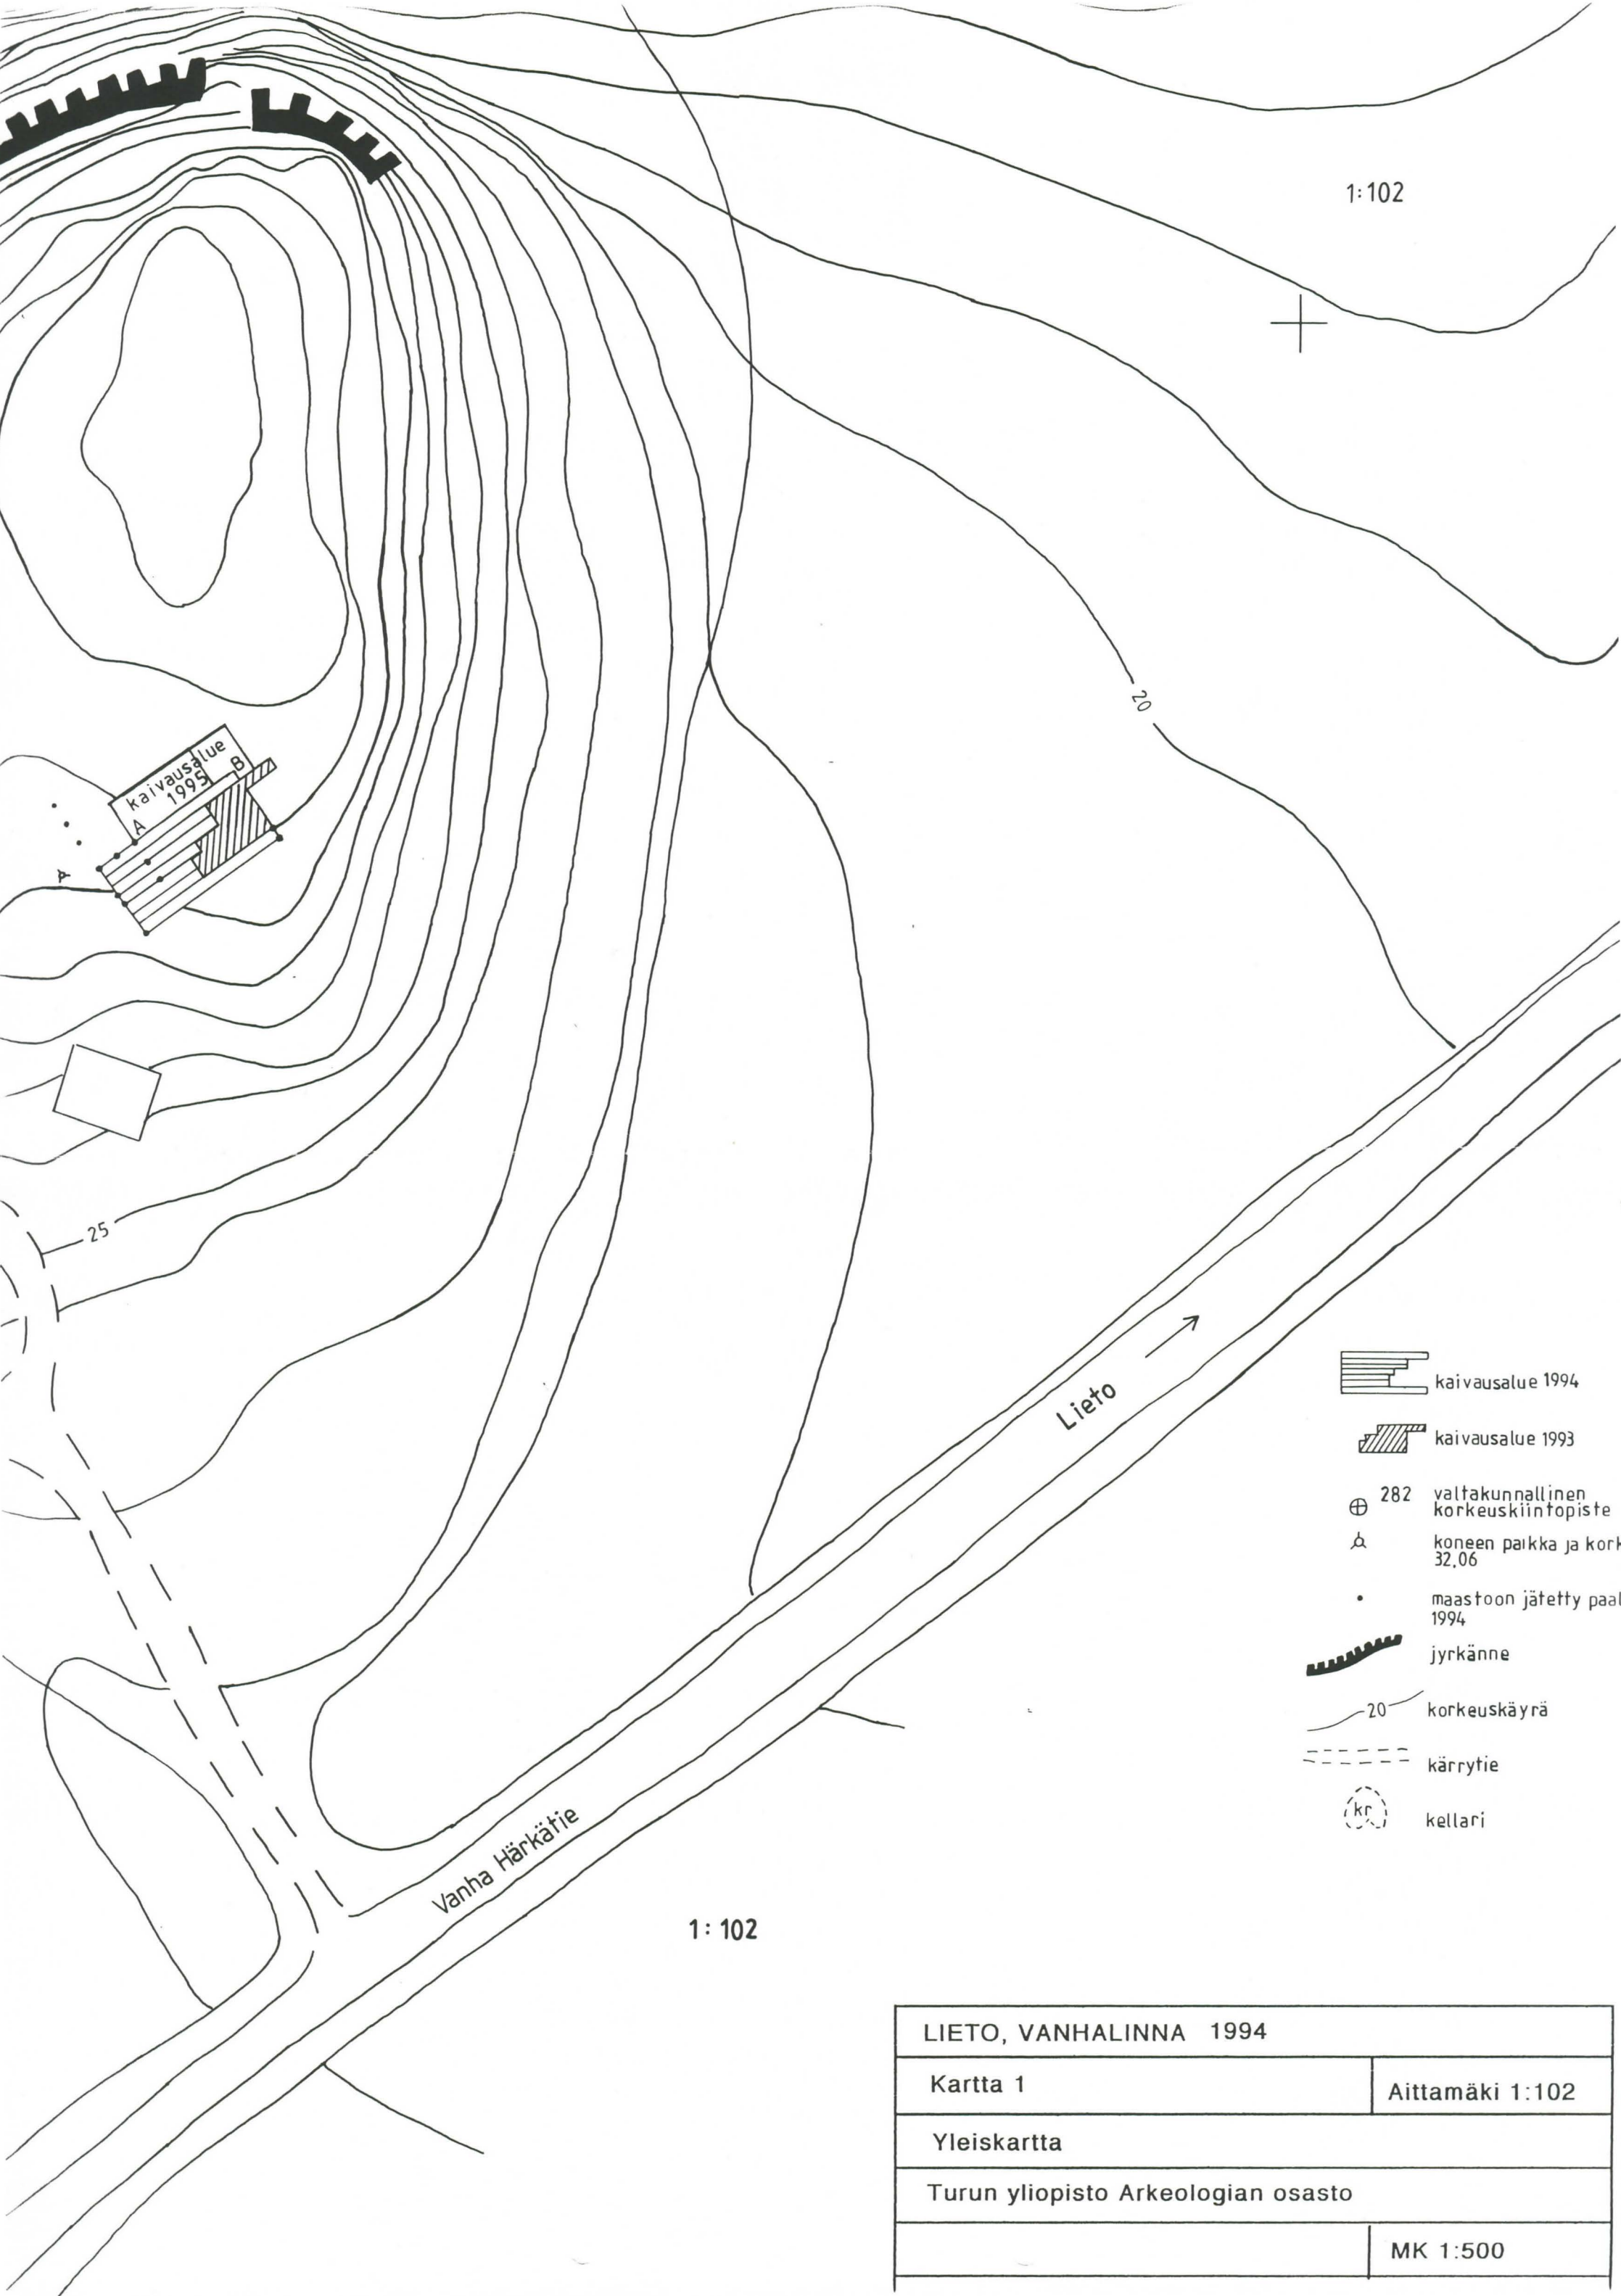 1:102
20
kaivausalue
1995
A
B
25
Lieto
Vanha Härkätie
1:102
kaivausalue 1994
kaivausalue 1993
282 valtakunnallinen
korkeuskiintopiste
koneen paikka ja kork
32,06
maastoon jätetty paal
1994
jyrkänne
20 korkeuskäyrä
kärrytie
kr. kellari
LIETO, VANHALINNA 1994
Kartta 1 Aittamäki 1:102
Yleiskartta
Turun yliopisto Arkeologian osasto
MK 1:500